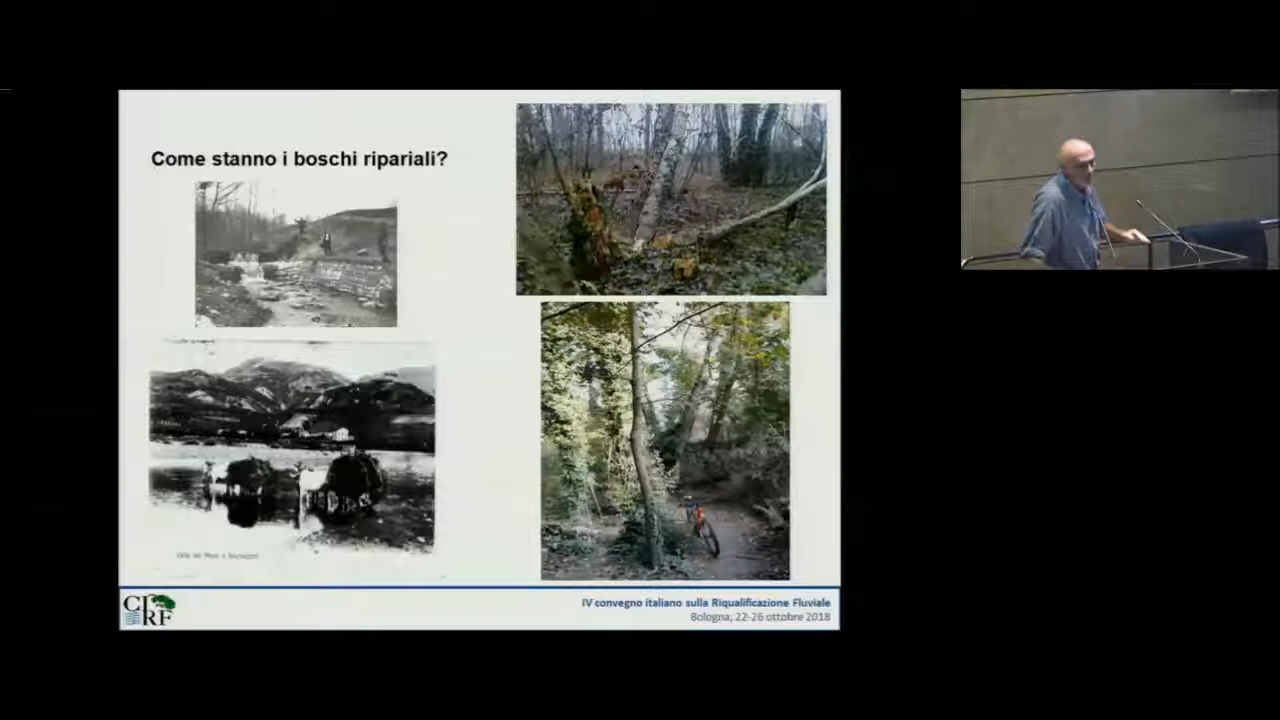 Come stanno i boschi ripariali?
CIRF
IV convegno italiano sulla Riqualificazione Fluviale
Bologna, 22-26 ottobre 2018